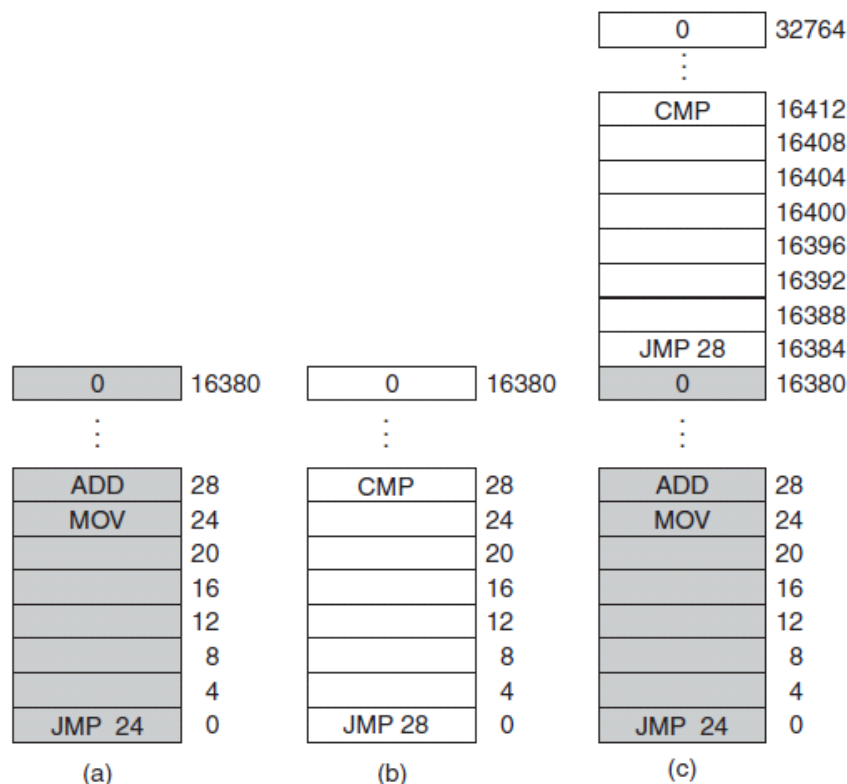 0 32764
⋮
CMP 16412
16408
16404
16400
16396
16392
16388
JMP 28 16384
0 16380 0 16380 0 16380
⋮ ⋮ ⋮
ADD 28 CMP 28 ADD 28
MOV 24 24 MOV 24
20 20 20
16 16 16
12 12 12
8 8 8
4 4 4
JMP 24 0 JMP 28 0 JMP 24 0
(a) (b) (c)